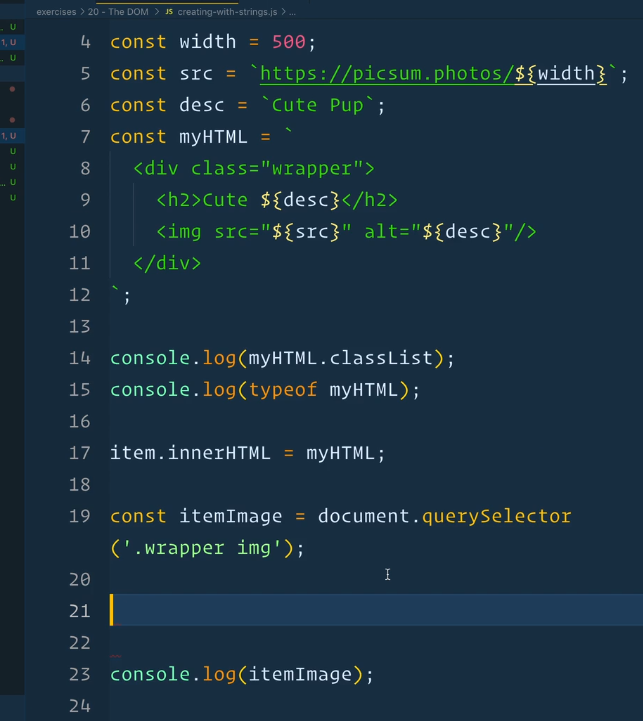 exercises > 20 - The DOM > JS creating-with-strings.js > ...
U
1, U
U
1, U
U
U
U
U
4 const width = 500;
5 const src = `https://picsum.photos/${width}`;
6 const desc = `Cute Pup`;
7 const myHTML = `
8 <div class="wrapper">
9 <h2>Cute ${desc}</h2>
10 <img src="${src}" alt="${desc}"/>
11 </div>
12 `;
13
14 console.log(myHTML.classList);
15 console.log(typeof myHTML);
16
17 item.innerHTML = myHTML;
18
19 const itemImage = document.querySelector
('.wrapper img');
20
21
22
23 console.log(itemImage);
24